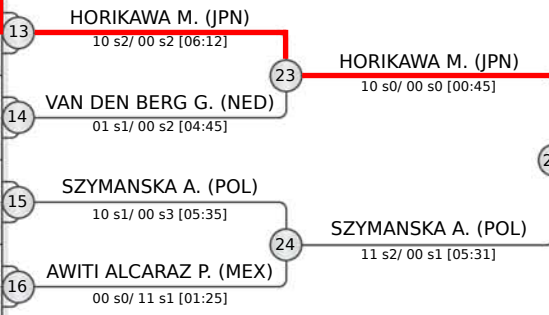 13
HORIKAWA M. (JPN)
10 s2/ 00 s2 [06:12]
23
HORIKAWA M. (JPN)
10 s0/ 00 s0 [00:45]
14
VAN DEN BERG G. (NED)
01 s1/ 00 s2 [04:45]
15
SZYMANSKA A. (POL)
10 s1/ 00 s3 [05:35]
24
SZYMANSKA A. (POL)
11 s2/ 00 s1 [05:31]
16
AWITI ALCARAZ P. (MEX)
00 s0/ 11 s1 [01:25]